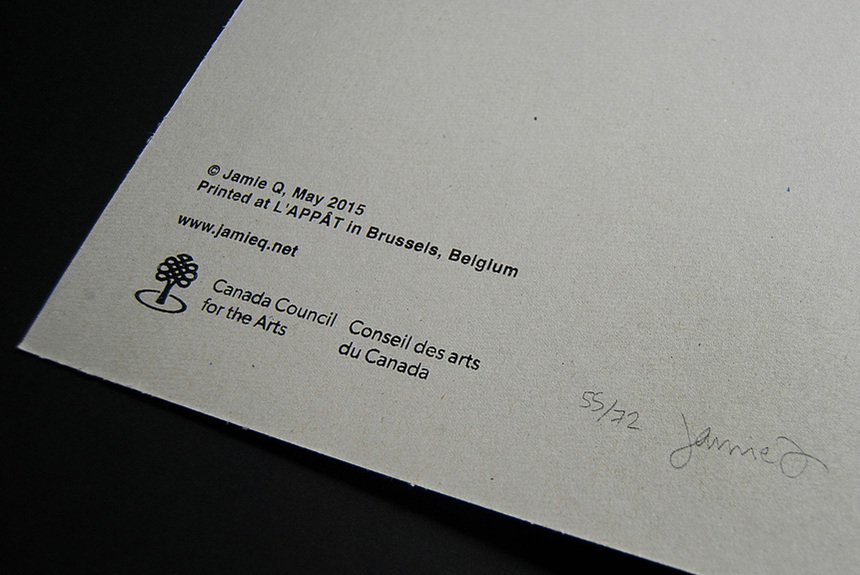 © Jamie Q, May 2015
Printed at L'APPÂT in Brussels, Belgium
www.jamieq.net
Canada Council
for the Arts
Conseil des arts
du Canada
55/72
Jamie Q